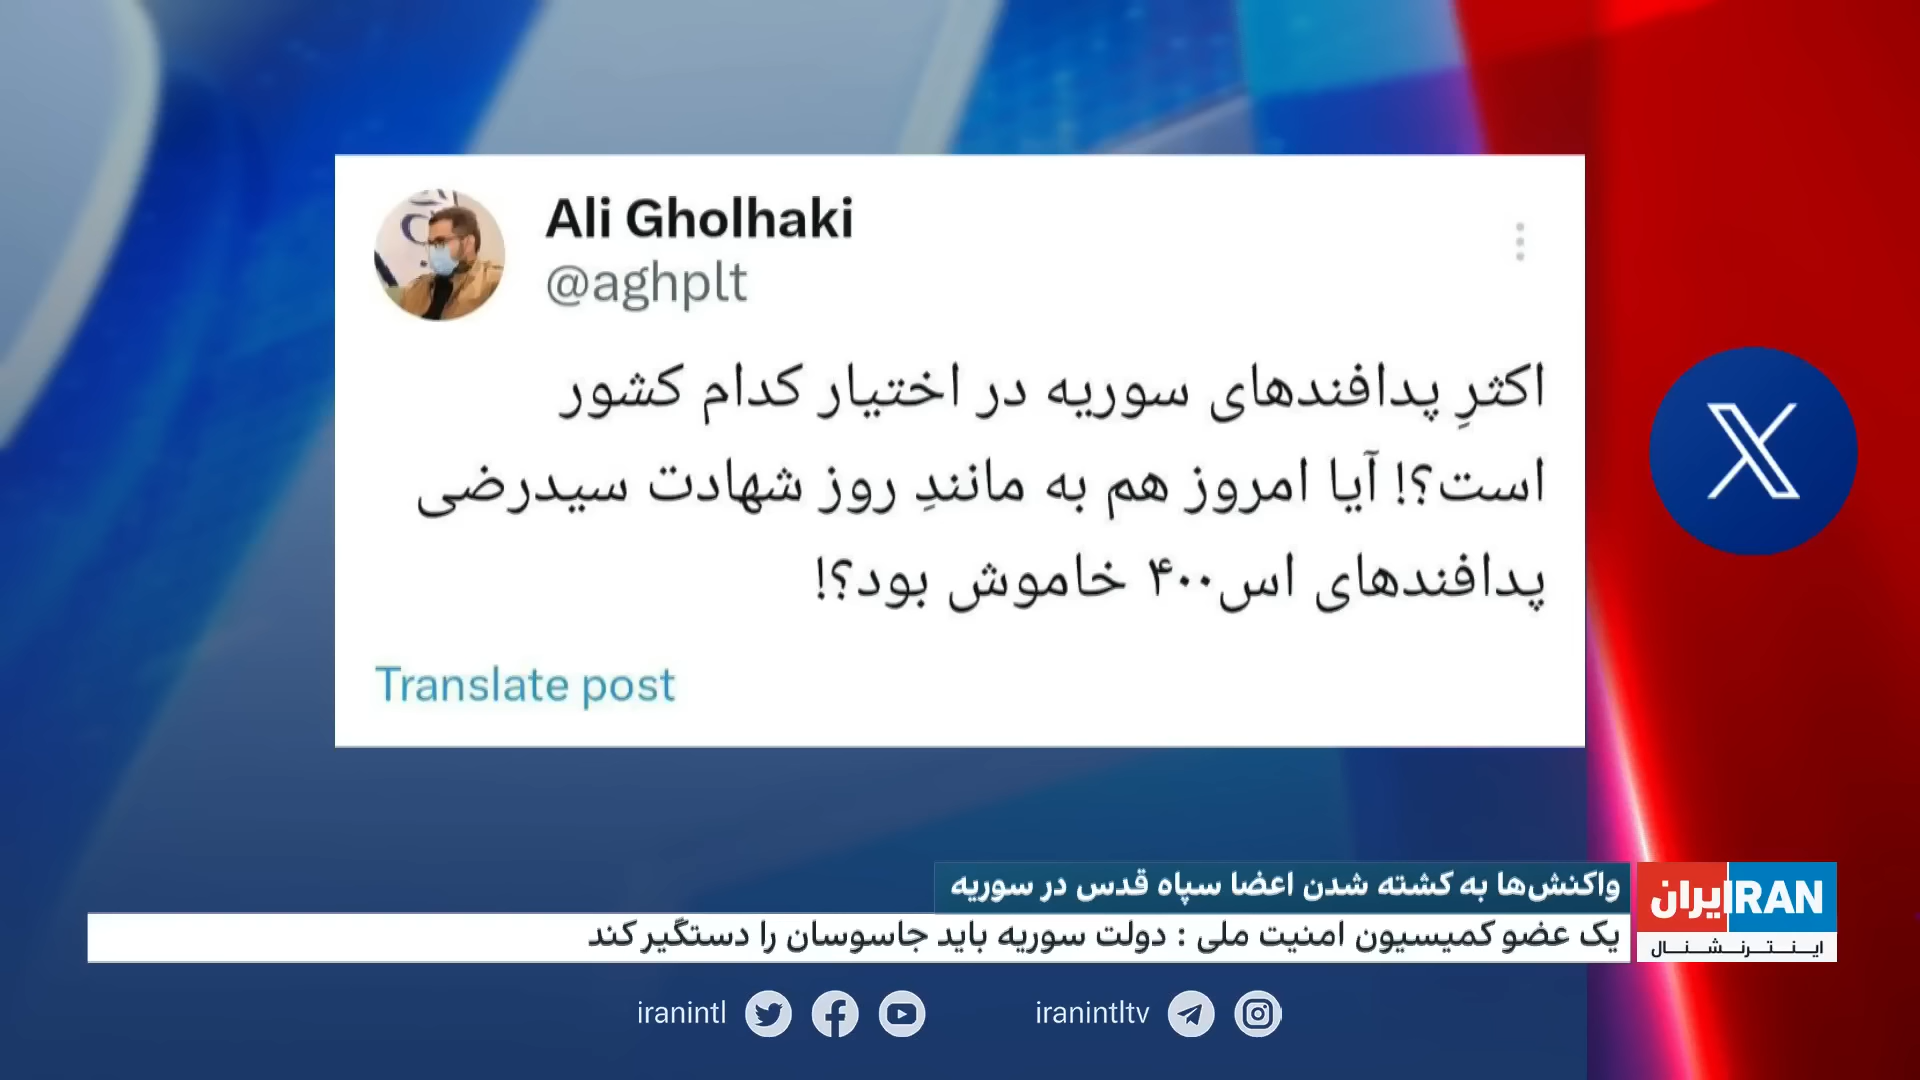 Ali Gholhaki
@aghplt
اکثرِ پدافندهای سوریه در اختیار کدام کشور
است؟! آیا امروز هم به مانندِ روز شهادت سیدرضی
پدافندهای اس۴۰۰ خاموش بود؟!
Translate post
واکنش‌ها به کشته شدن اعضا سپاه قدس در سوریه
یک عضو کمیسیون امنیت ملی : دولت سوریه باید جاسوسان را دستگیر کند
ایران IRAN
اینترنشنال
iranintl
iranintltv